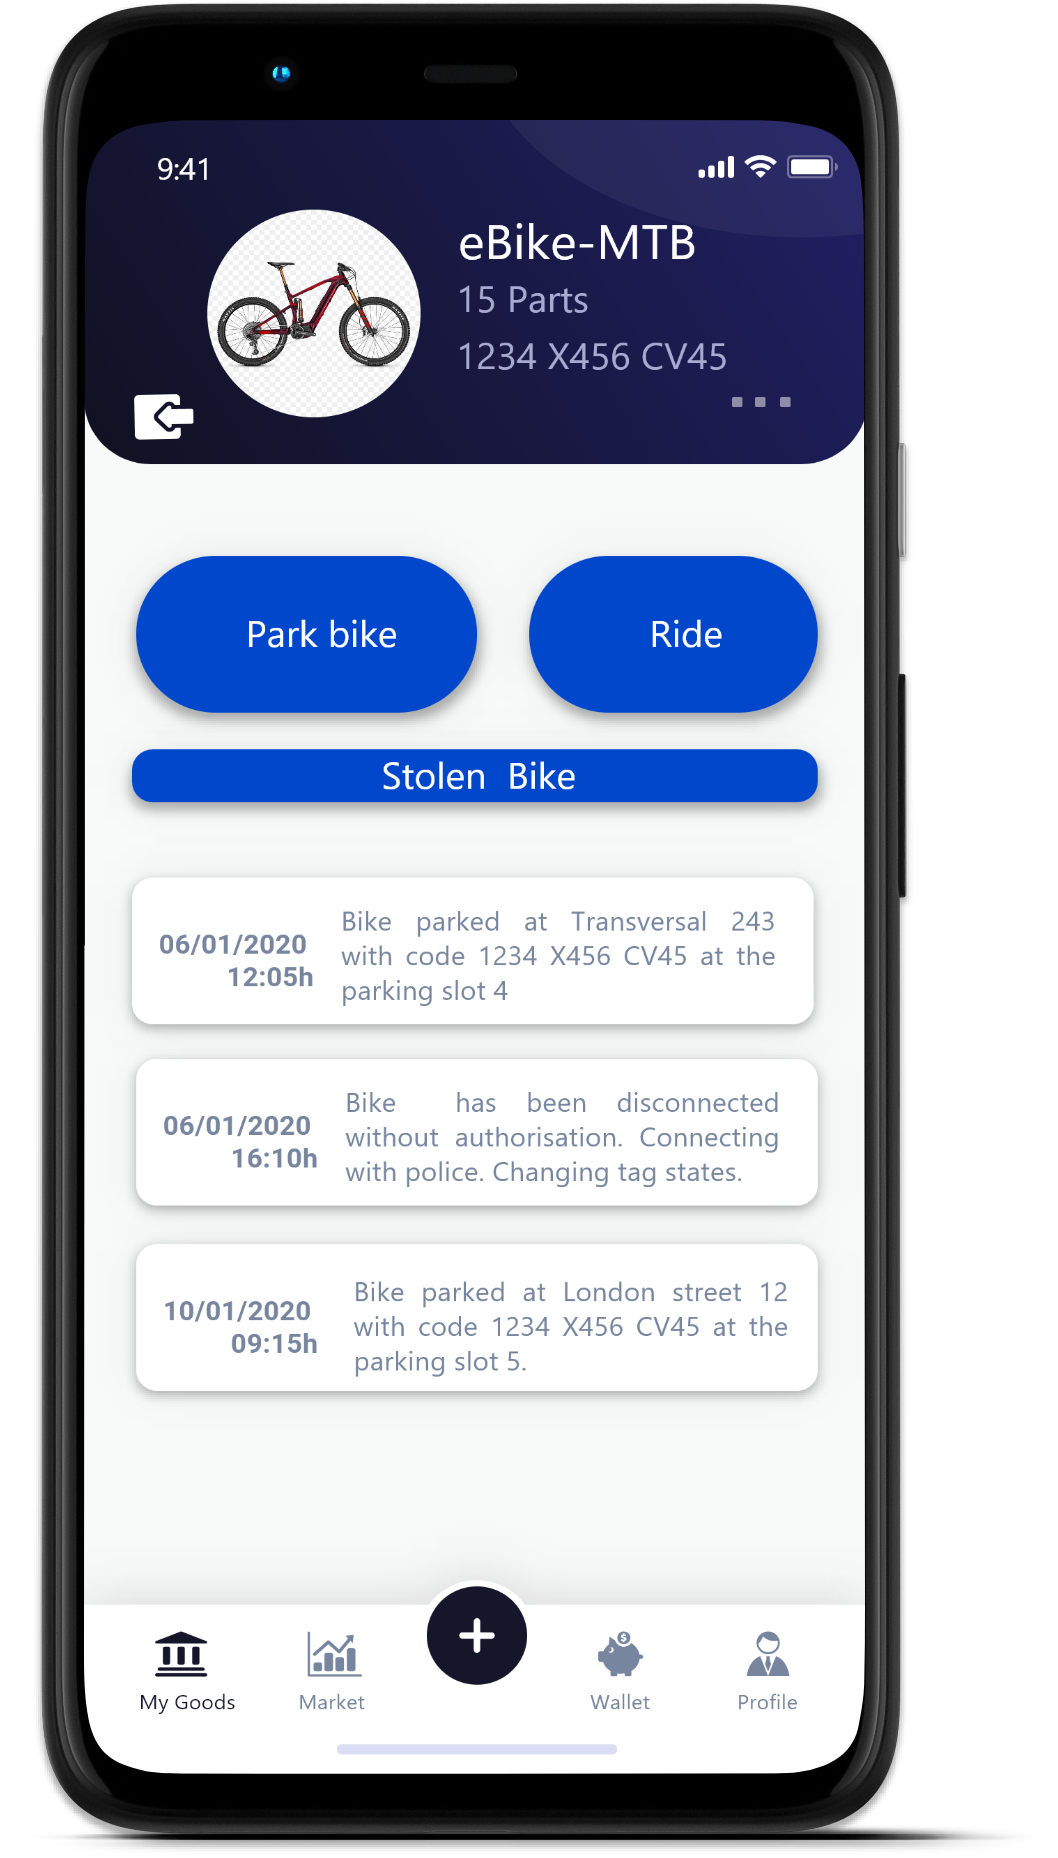 9:41
eBike-MTB
15 Parts
1234 X456 CV45
Park bike
Ride
Stolen Bike
06/01/2020
12:05h
Bike parked at Transversal 243
with code 1234 X456 CV45 at the
parking slot 4
06/01/2020
16:10h
Bike has been disconnected
without authorisation. Connecting
with police. Changing tag states.
10/01/2020
09:15h
Bike parked at London street 12
with code 1234 X456 CV45 at the
parking slot 5.
My Goods
Market
Wallet
Profile